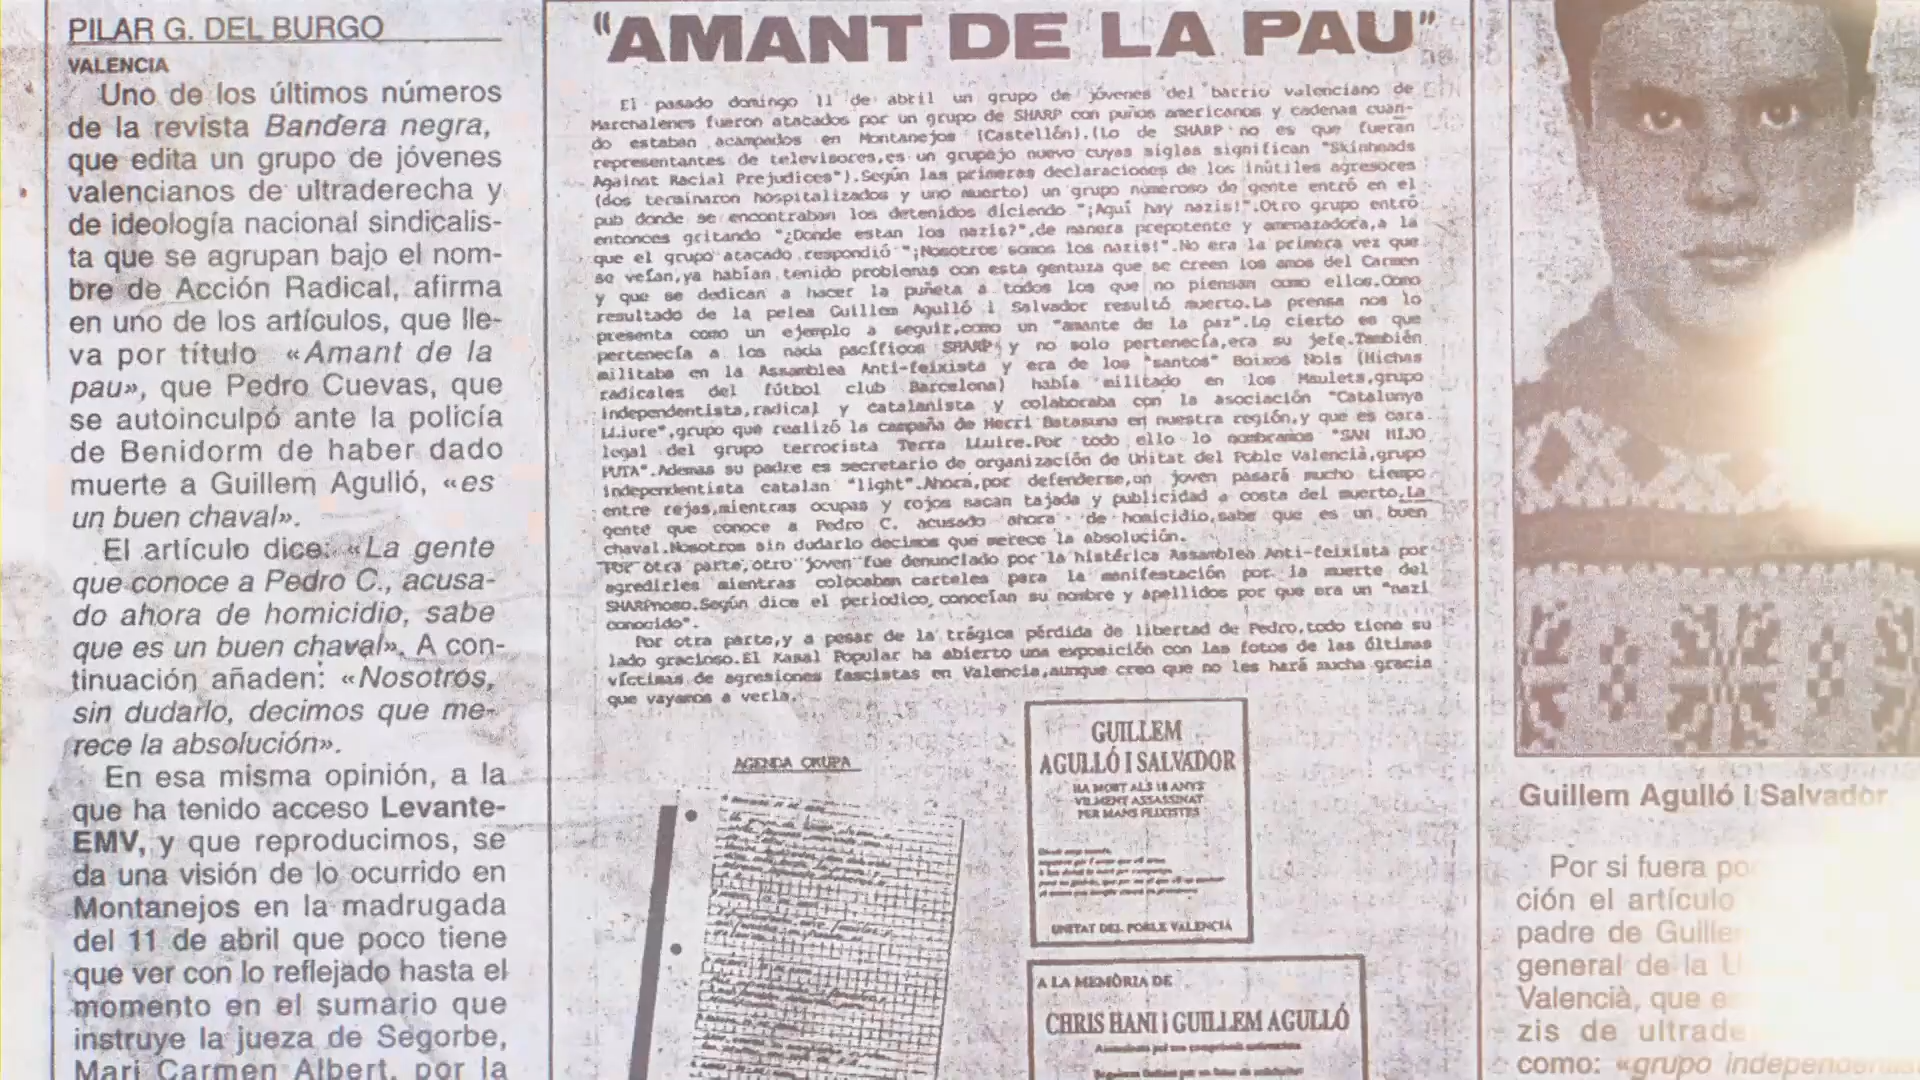 PILAR G. DEL BURGO
VALENCIA
Uno de los últimos números
de la revista Bandera negra,
que edita un grupo de jóvenes
valencianos de ultraderecha y
de ideología nacional sindicalis-
ta que se agrupan bajo el nom-
bre de Acción Radical, afirma
en uno de los artículos, que lle-
va por título «Amant de la
pau», que Pedro Cuevas, que
se autoinculpó ante la policía
de Benidorm de haber dado
muerte a Guillem Agulló, «es
un buen chaval».
El artículo dice: «La gente
que conoce a Pedro C., acusa-
do ahora de homicidio, sabe
que es un buen chaval». A con-
tinuación añaden: «Nosotros,
sin dudarlo, decimos que me-
rece la absolución».
En esa misma opinión, a la
que ha tenido acceso Levante-
EMV, y que reproducimos, se
da una visión de lo ocurrido en
Montanejos en la madrugada
del 11 de abril que poco tiene
que ver con lo reflejado hasta el
momento en el sumario que
instruye la jueza de Segorbe,
Mari Carmen Albert, por la
"AMANT DE LA PAU"
El pasado domingo 11 de abril un grupo de jóvenes del barrio valenciano de
Marchalenes fueron atacados por un grupo de SHARP con puños americanos y cadenas cuan-
do estaban acampados en Montanejos (Castellón).(Lo de SHARP no es que fueran
representantes de televisores,es un grupejo nuevo cuyas siglas significan "Skinheads
Against Racial Prejudices").Según las primeras declaraciones de los inútiles agresores
(dos terminaron hospitalizados y uno muerto) un grupo numeroso de gente entró en el
pub donde se encontraban los detenidos diciendo "¡Aquí hay nazis!".Otro grupo entró
entonces gritando "¿Donde estan los nazis?",de manera prepotente y amenazadora,a la
que el grupo atacado respondió "¡Nosotros somos los nazis!".No era la primera vez que
se veían,ya habían tenido problemas con esta gentuza que se creen los amos del Carmen
y que se dedican a hacer la puñeta a todos los que no piensan como ellos.Como
resultado de la pelea Guillem Agulló i Salvador resultó muerto.La prensa nos lo
presenta como un ejemplo a seguir,como un "amante de la paz".Lo cierto es que
pertenecía a los nada pacíficos SHARP y no solo pertenecía,era su jefe.También
militaba en la Assamblea Anti-feixista y era de los "santos" Boixos Nois (Hichas
radicales del fútbol club Barcelona) había militado en los Maulets,grupo
independentista,radical y catalanista y colaboraba con la asociación "Catalunya
Lliure",grupo que realizó la campaña de Herri Batasuna en nuestra región,y que es cara
legal del grupo terrocista Terra Lluire.Por todo ello lo nombramos "SAN HIJO
PUTA".Ademas su padre es secretario de organización de Unitat del Poble Valencià,grupo
independentista catalan "light".Ahora,por defenderse,un joven pasará mucho tiempo
entre rejas,mientras ocupas y rojos sacan tajada y publicidad a costa del muerto.La
gente que conoce a Pedro C. acusado ahora de homicidio,sabe que es un buen
chaval.Nosotros sin dudarlo decimos que merece la absolución.
Por otra parte,otro joven fue denunciado por la histérica Assamblea Anti-feixista por
agredirles mientras colocaban carteles para la manifestación por la muerte del
SHARPnoso.Según dice el periodico, conocían su nombre y apellidos por que era un "nazi
conocido".
Por otra parte,y a pesar de la trágica pérdida de libertad de Pedro,todo tiene su
lado gracioso.El Kasal Popular ha abierto una exposición con las fotos de las últimas
víctimas de agresiones fascistas en Valencia,aunque creo que no les hará mucha gracia
que vayamos a verla.
AGENDA OKUPA
GUILLEM
AGULLÓ I SALVADOR
HA MORT ALS 18 ANYS
VILMENT ASSASSINAT
PER MANS FEIXISTES
UNITAT DEL POBLE VALENCIÀ
A LA MEMÒRIA DE
CHRIS HANI i GUILLEM AGULLÓ
Guillem Agulló i Salvador
Por si fuera po
ción el artículo
padre de Guille
general de la U
Valencià, que e
zis de ultrade
como: «grupo independen